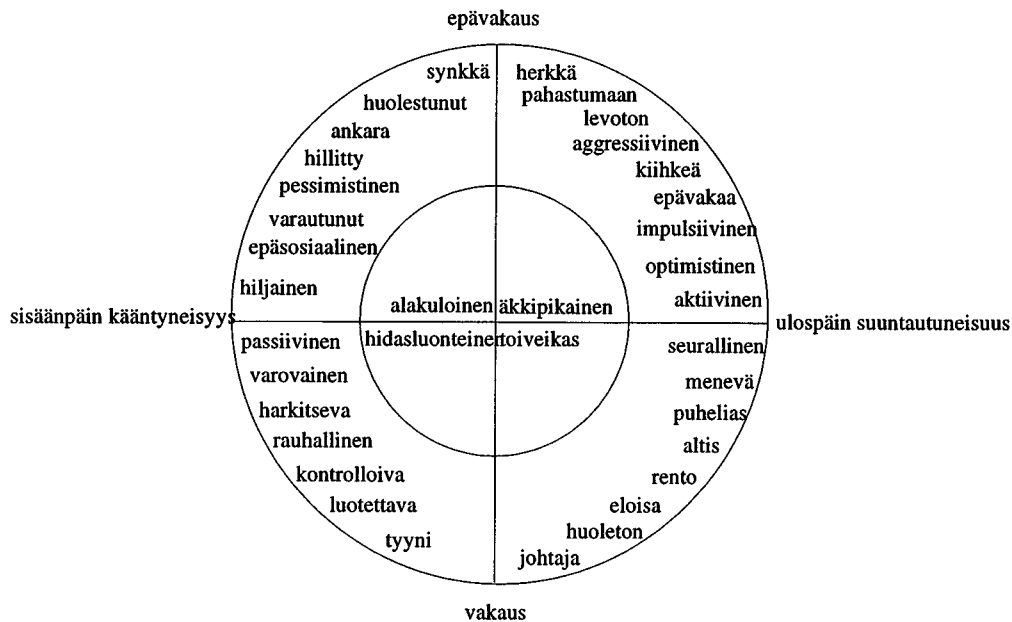 epävakaus
synkkä
huolestunut
ankara
hillitty
pessimistinen
varautunut
epäsosiaalinen
hiljainen
herkkä
pahastumaan
levoton
aggressiivinen
kiihkeä
epävakaa
impulsiivinen
optimistinen
aktiivinen
alakuloinen äkkipikainen
sisäänpäin kääntyneisyys
ulospäin suuntautuneisuus
hidasluonteinen toiveikas
passiivinen
varovainen
harkitseva
rauhallinen
kontrolloiva
luotettava
tyyni
seurallinen
menevä
puhelias
altis
rento
eloisa
huoleton
johtaja
vakaus